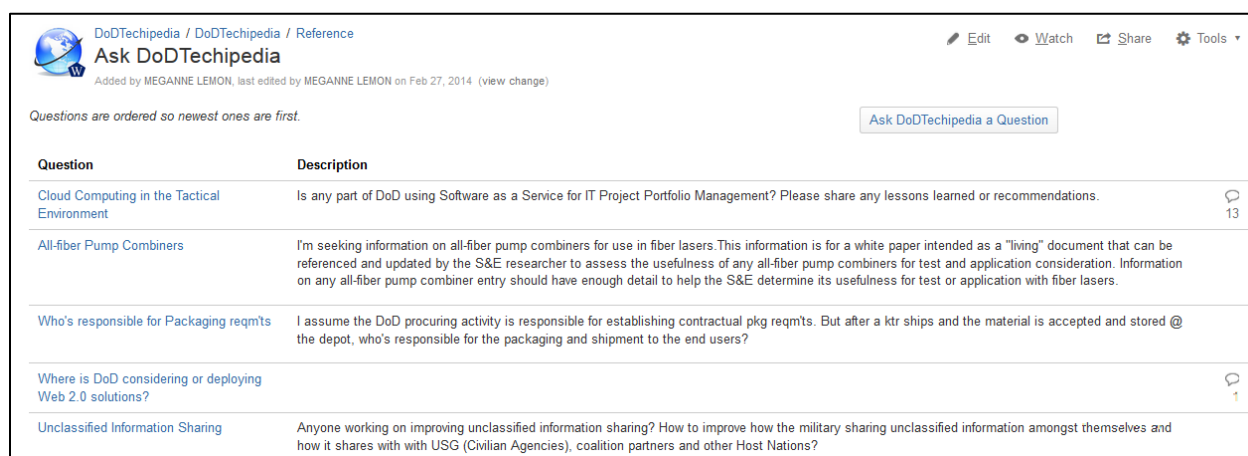 DoDTechipedia / DoDTechipedia / Reference
Edit Watch Share Tools
Ask DoDTechipedia
W
Added by MEGANNE LEMON, last edited by MEGANNE LEMON on Feb 27, 2014 (view change)
Questions are ordered so newest ones are first.
Ask DoDTechipedia a Question
Question Description
Cloud Computing in the Tactical
Environment
Is any part of DoD using Software as a Service for IT Project Portfolio Management? Please share any lessons learned or recommendations.
13
All-fiber Pump Combiners
I'm seeking information on all-fiber pump combiners for use in fiber lasers.This information is for a white paper intended as a "living" document that can be
referenced and updated by the S&E researcher to assess the usefulness of any all-fiber pump combiners for test and application consideration. Information
on any all-fiber pump combiner entry should have enough detail to help the S&E determine its usefulness for test or application with fiber lasers.
Who's responsible for Packaging reqm'ts
I assume the DoD procuring activity is responsible for establishing contractual pkg reqm'ts. But after a ktr ships and the material is accepted and stored @
the depot, who's responsible for the packaging and shipment to the end users?
Where is DoD considering or deploying
Web 2.0 solutions?
1
Unclassified Information Sharing
Anyone working on improving unclassified information sharing? How to improve how the military sharing unclassified information amongst themselves and
how it shares with with USG (Civilian Agencies), coalition partners and other Host Nations?